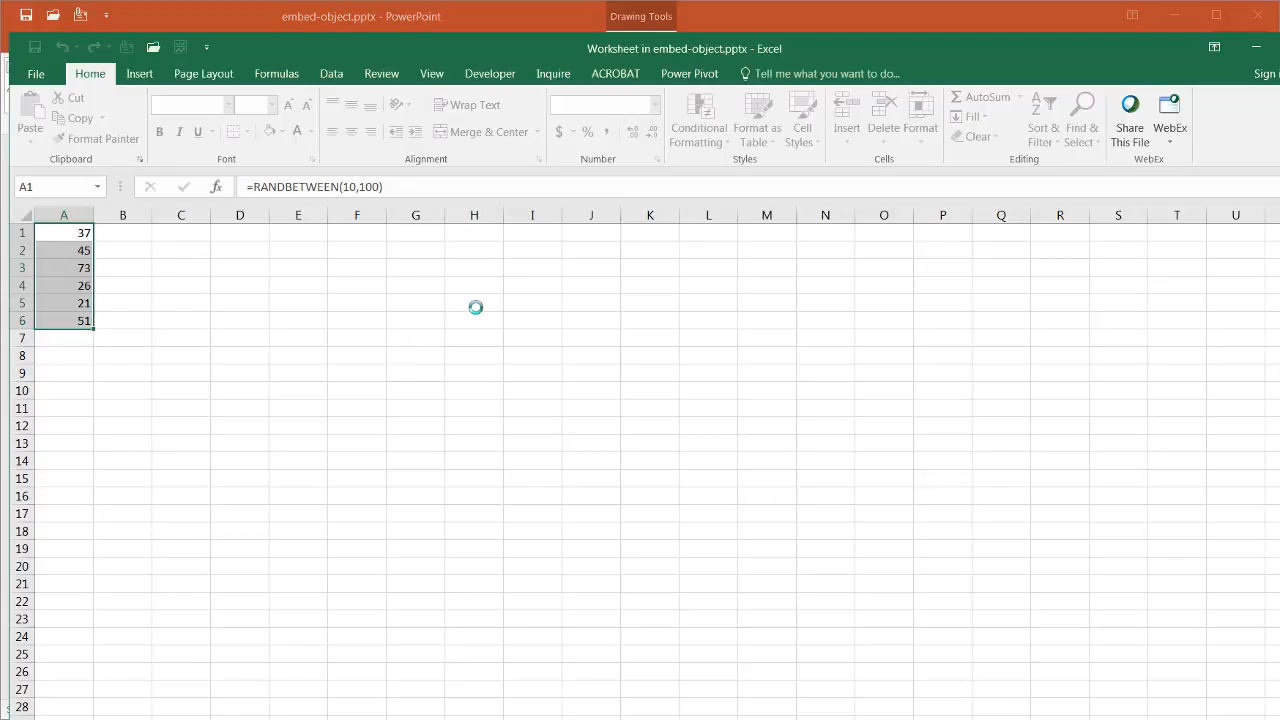 embed-object.pptx - PowerPoint
Drawing Tools
Worksheet in embed-object.pptx - Excel
File Home Insert Page Layout Formulas Data Review View Developer Inquire ACROBAT Power Pivot Tell me what you want to do... Sign
Paste
Cut
Copy
Format Painter
Clipboard
B I U A
Font
Wrap Text
Merge & Center
Alignment
$ % ,
Number
Conditional Formatting
Format as Table
Cell Styles
Styles
Insert Delete Format
Cells
AutoSum
Fill
Clear
Sort & Filter
Find & Select
Editing
Share This File
WebEx
WebEx
A1 fx =RANDBETWEEN(10,100)
A B C D E F G H I J K L M N O P Q R S T U
1 37
2 45
3 73
4 26
5 21
6 51
7
8
9
10
11
12
13
14
15
16
17
18
19
20
21
22
23
24
25
26
27
28